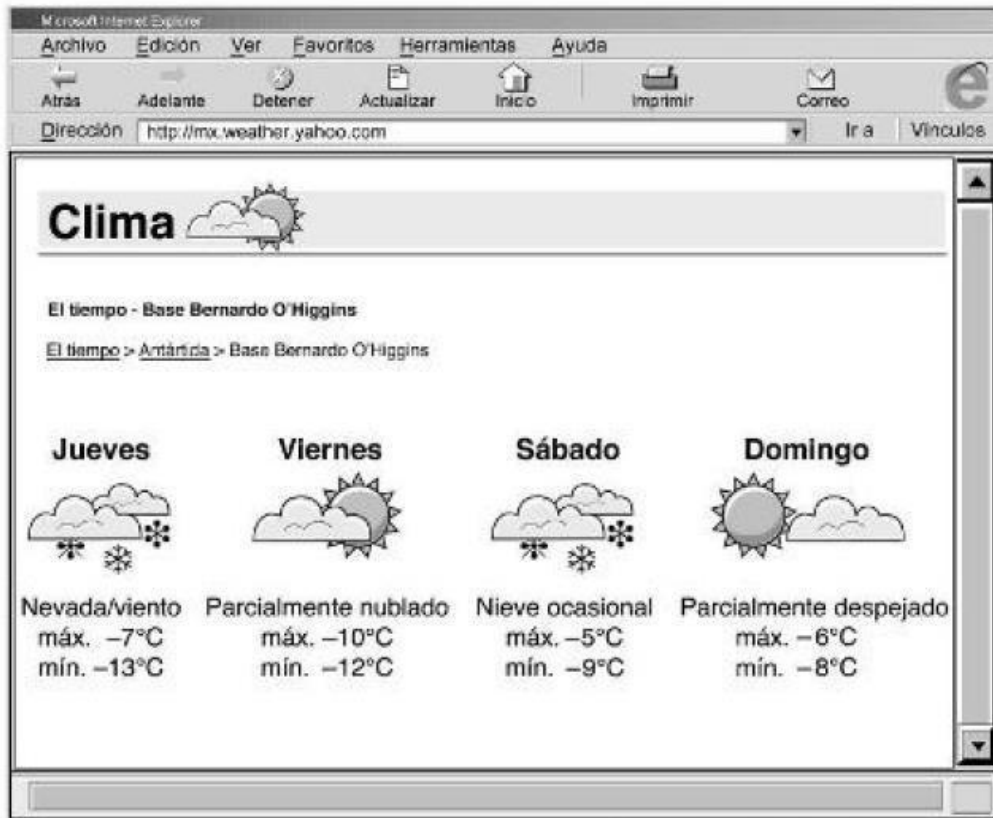 Microsoft Internet Explorer
Archivo Edición Ver Favoritos Herramientas Ayuda
Atrás Adelante Detener Actualizar Inicio Imprimir Correo
Dirección http://mx.weather.yahoo.com Ir a Vínculos
Clima
El tiempo - Base Bernardo O'Higgins
El tiempo > Antártida > Base Bernardo O'Higgins
Jueves Viernes Sábado Domingo
Nevada/viento Parcialmente nublado Nieve ocasional Parcialmente despejado
máx. –7°C máx. –10°C máx. –5°C máx. –6°C
mín. –13°C mín. –12°C mín. –9°C mín. –8°C